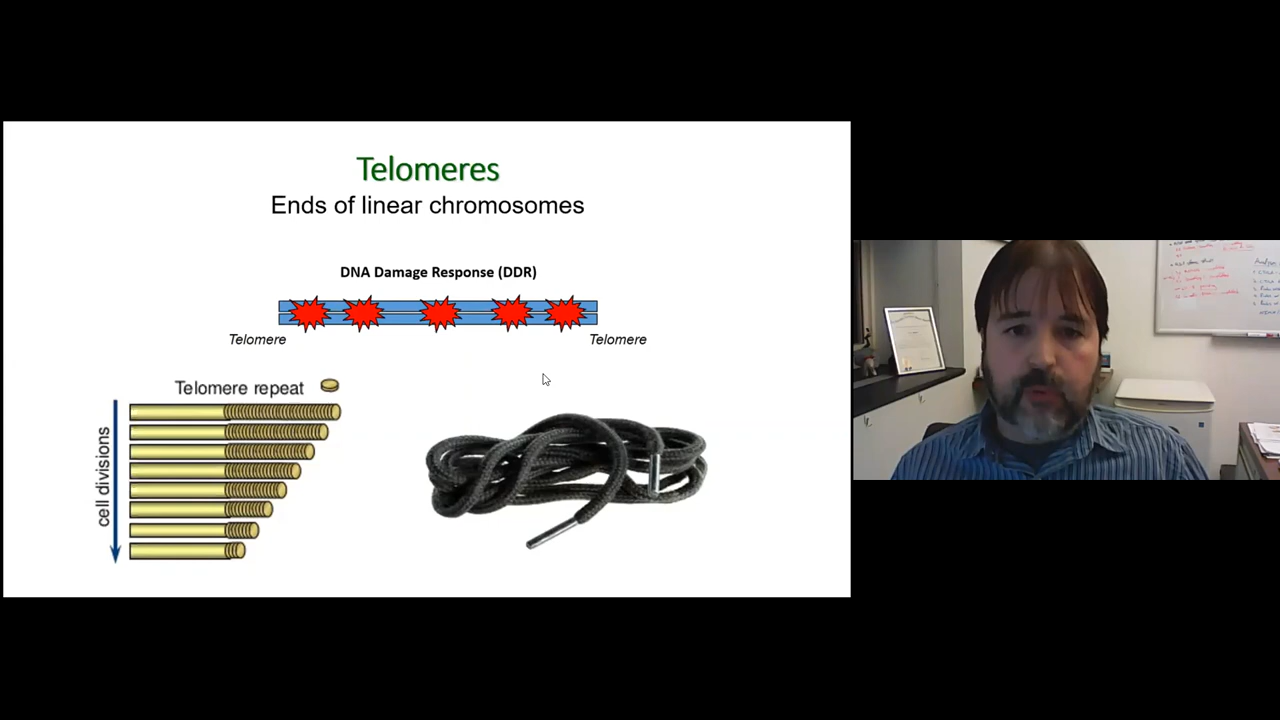 Telomeres
Ends of linear chromosomes
DNA Damage Response (DDR)
Telomere
Telomere
Telomere repeat
cell divisions